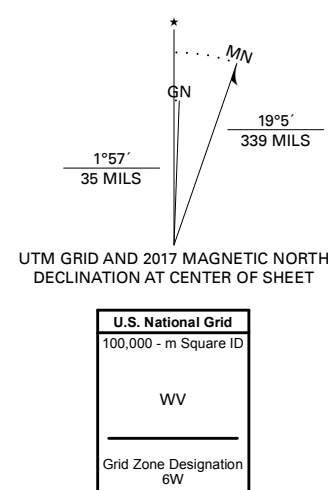 ★
MN
GN
19°5´
339 MILS
1°57´
35 MILS
UTM GRID AND 2017 MAGNETIC NORTH
DECLINATION AT CENTER OF SHEET
U.S. National Grid
100,000 - m Square ID
WV
Grid Zone Designation
6W